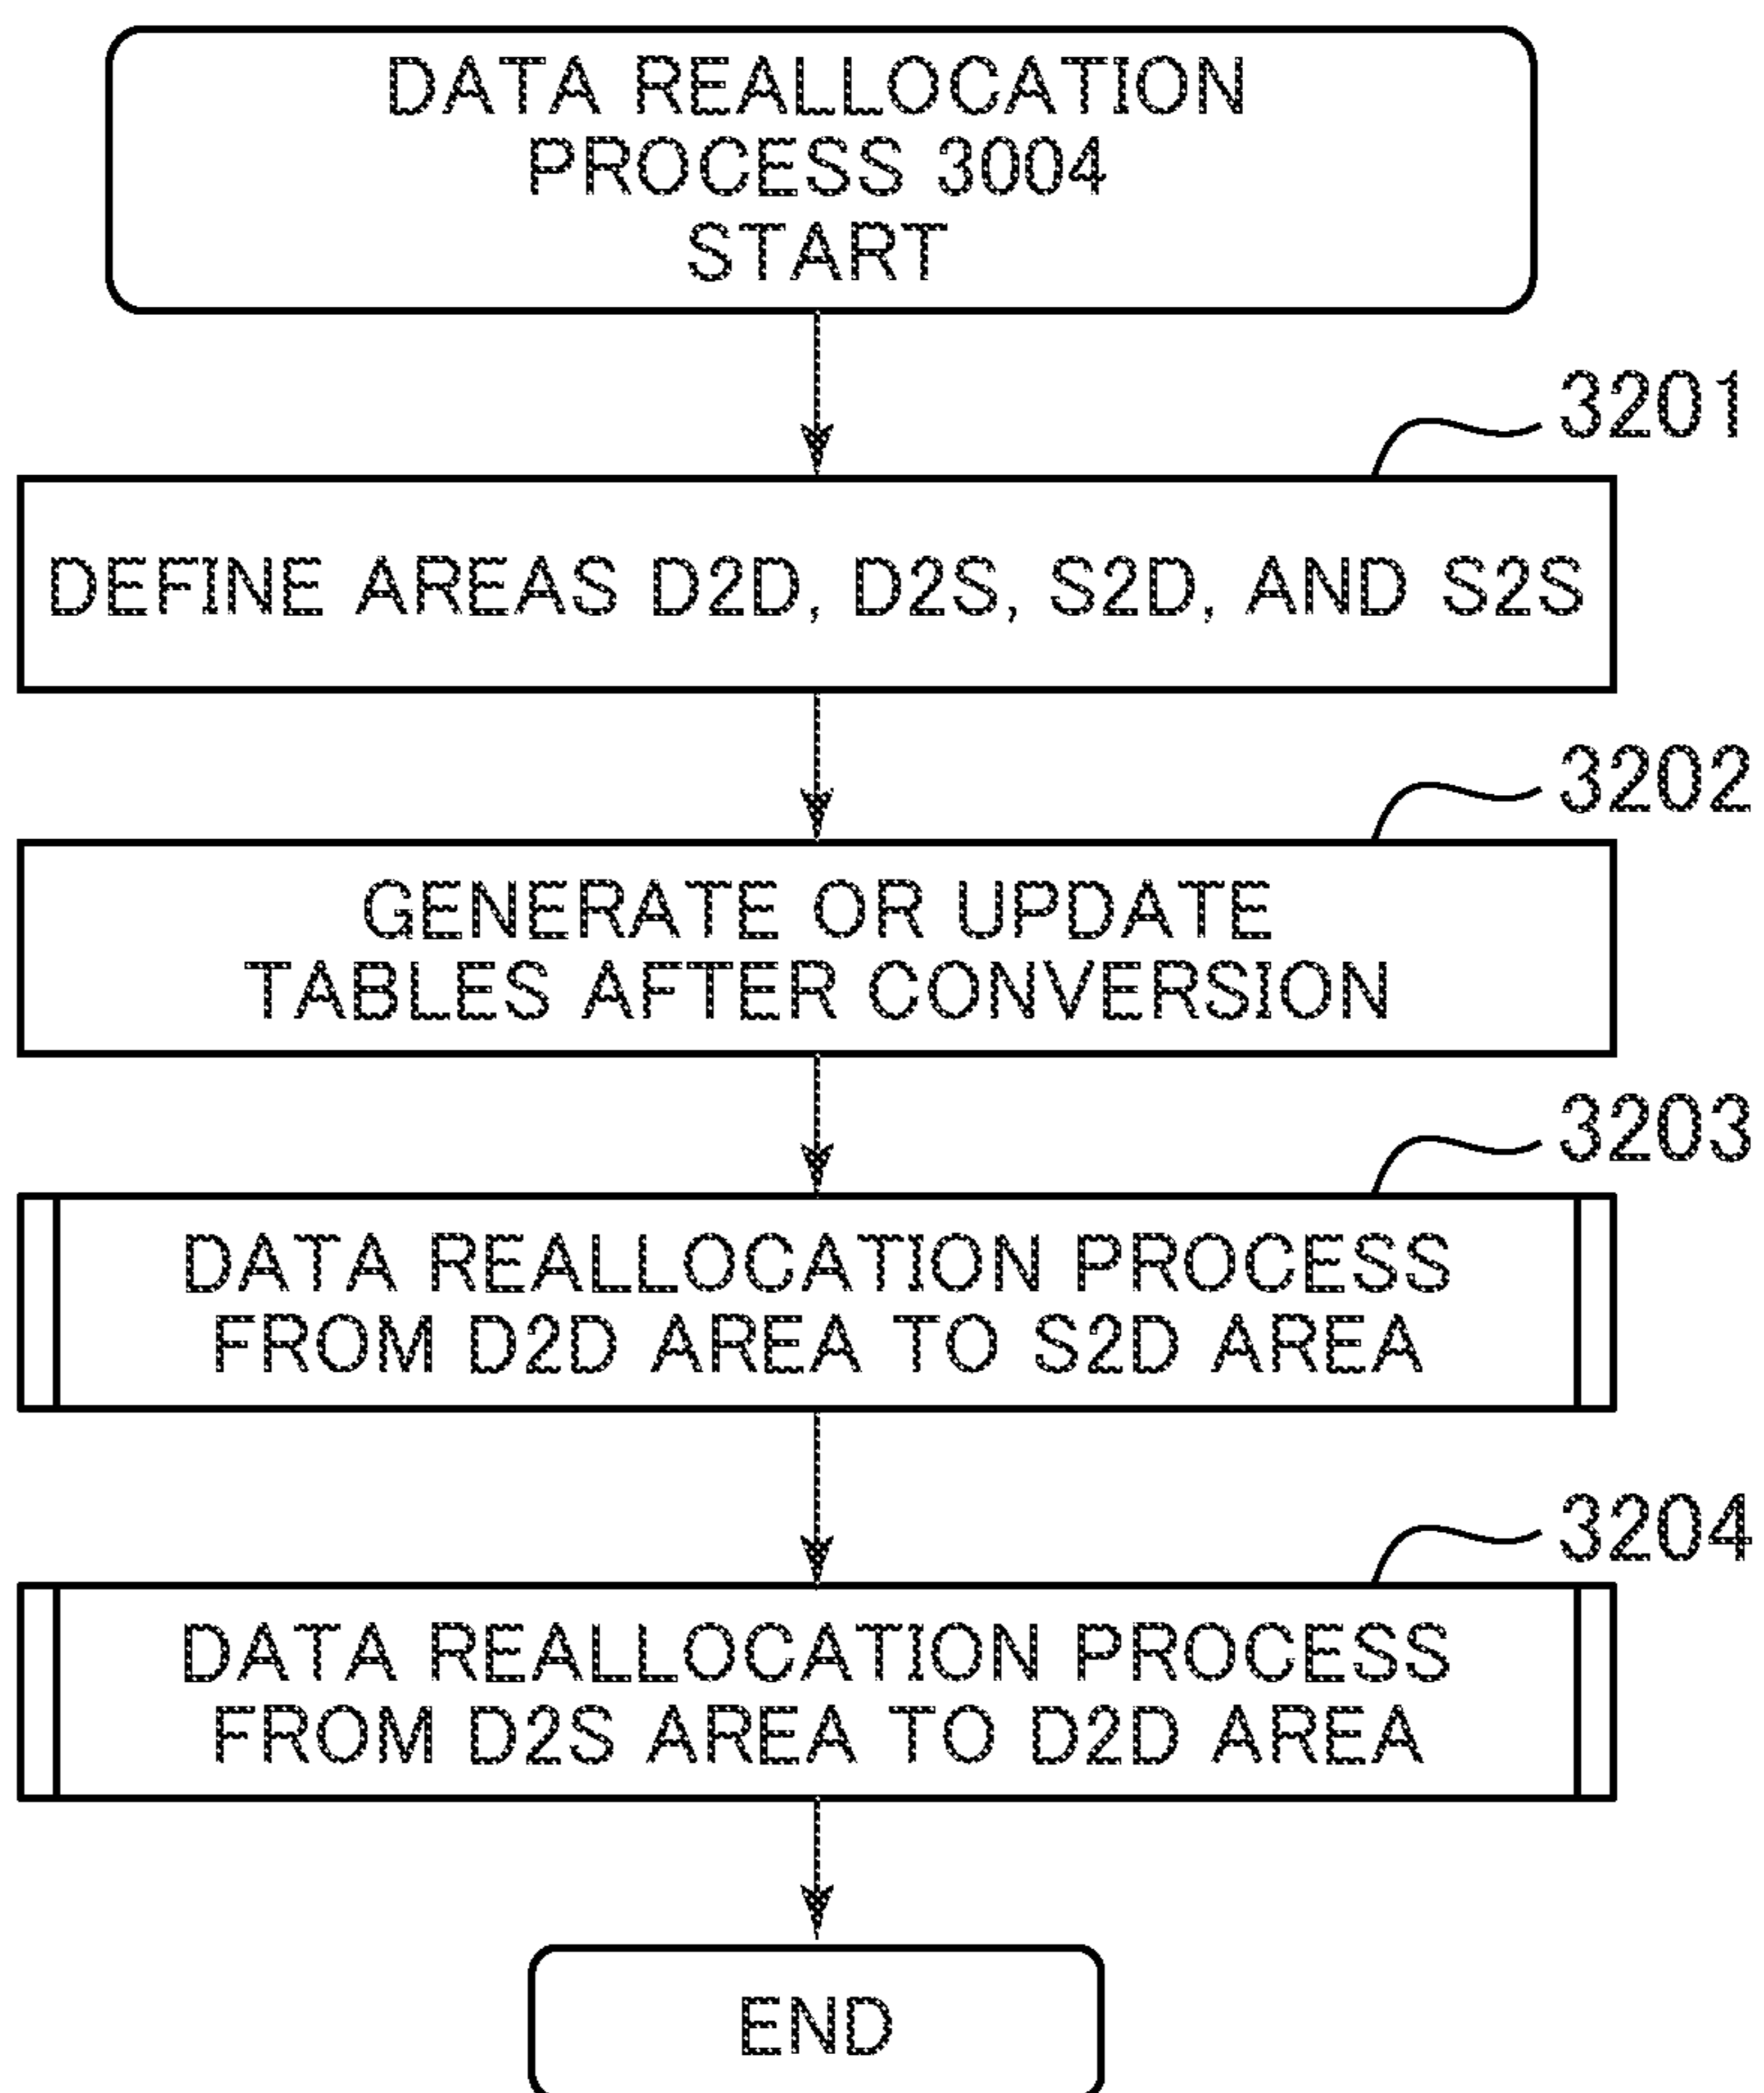 DATA REALLOCATION
PROCESS 3004
START
3201
DEFINE AREAS D2D, D2S, S2D, AND S2S
3202
GENERATE OR UPDATE
TABLES AFTER CONVERSION
3203
DATA REALLOCATION PROCESS
FROM D2D AREA TO S2D AREA
3204
DATA REALLOCATION PROCESS
FROM D2S AREA TO D2D AREA
END